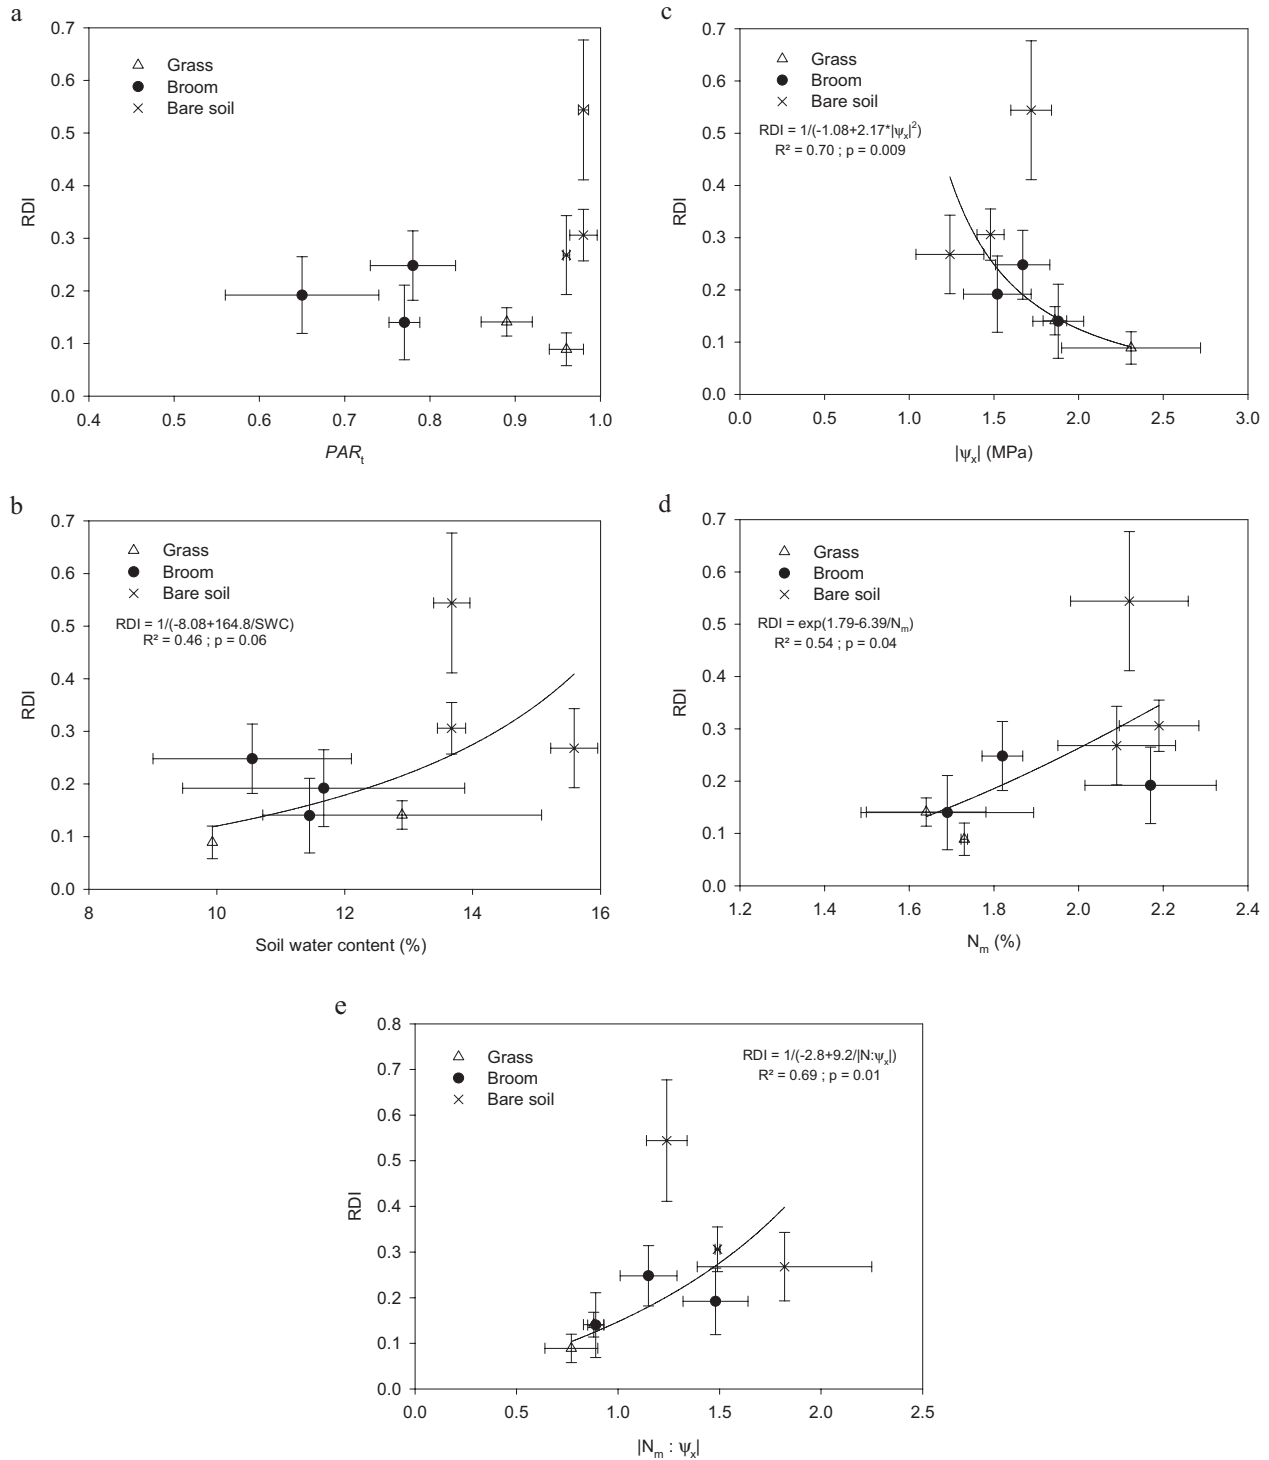 a
0.7
0.6
0.5
0.4
0.3
0.2
0.1
0.0
RDI
Grass
Broom
Bare soil
0.4 0.5 0.6 0.7 0.8 0.9 1.0
PARt
c
0.7
0.6
0.5
0.4
0.3
0.2
0.1
0.0
RDI
Grass
Broom
Bare soil
RDI = 1/(-1.08+2.17*|ψx|²)
R² = 0.70 ; p = 0.009
0.0 0.5 1.0 1.5 2.0 2.5 3.0
|ψx| (MPa)
b
0.7
0.6
0.5
0.4
0.3
0.2
0.1
0.0
RDI
Grass
Broom
Bare soil
RDI = 1/(-8.08+164.8/SWC)
R² = 0.46 ; p = 0.06
8 10 12 14 16
Soil water content (%)
d
0.7
0.6
0.5
0.4
0.3
0.2
0.1
0.0
RDI
Grass
Broom
Bare soil
RDI = exp(1.79-6.39/Nm)
R² = 0.54 ; p = 0.04
1.2 1.4 1.6 1.8 2.0 2.2 2.4
Nm (%)
e
0.8
0.7
0.6
0.5
0.4
0.3
0.2
0.1
0.0
RDI
Grass
Broom
Bare soil
RDI = 1/(-2.8+9.2/|N:ψx|)
R² = 0.69 ; p = 0.01
0.0 0.5 1.0 1.5 2.0 2.5
|Nm : ψx|